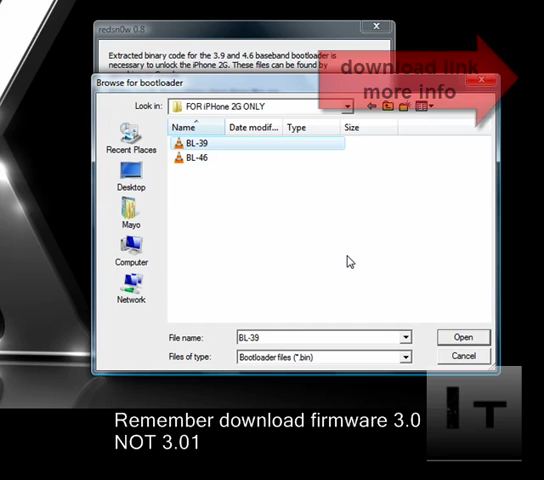 redsn0w 0.8
Extracted binary code for the 3.9 and 4.6 baseband bootloader is
necessary to unlock the iPhone 2G. These files can be found by
download link
more info
Browse for bootloader
Look in:
FOR iPHone 2G ONLY
Name
Date modif...
Type
Size
BL-39
BL-46
Recent Places
Desktop
Mayo
Computer
Network
File name:
BL-39
Open
Files of type:
Bootloader files (*.bin)
Cancel
Remember download firmware 3.0
NOT 3.01
IT